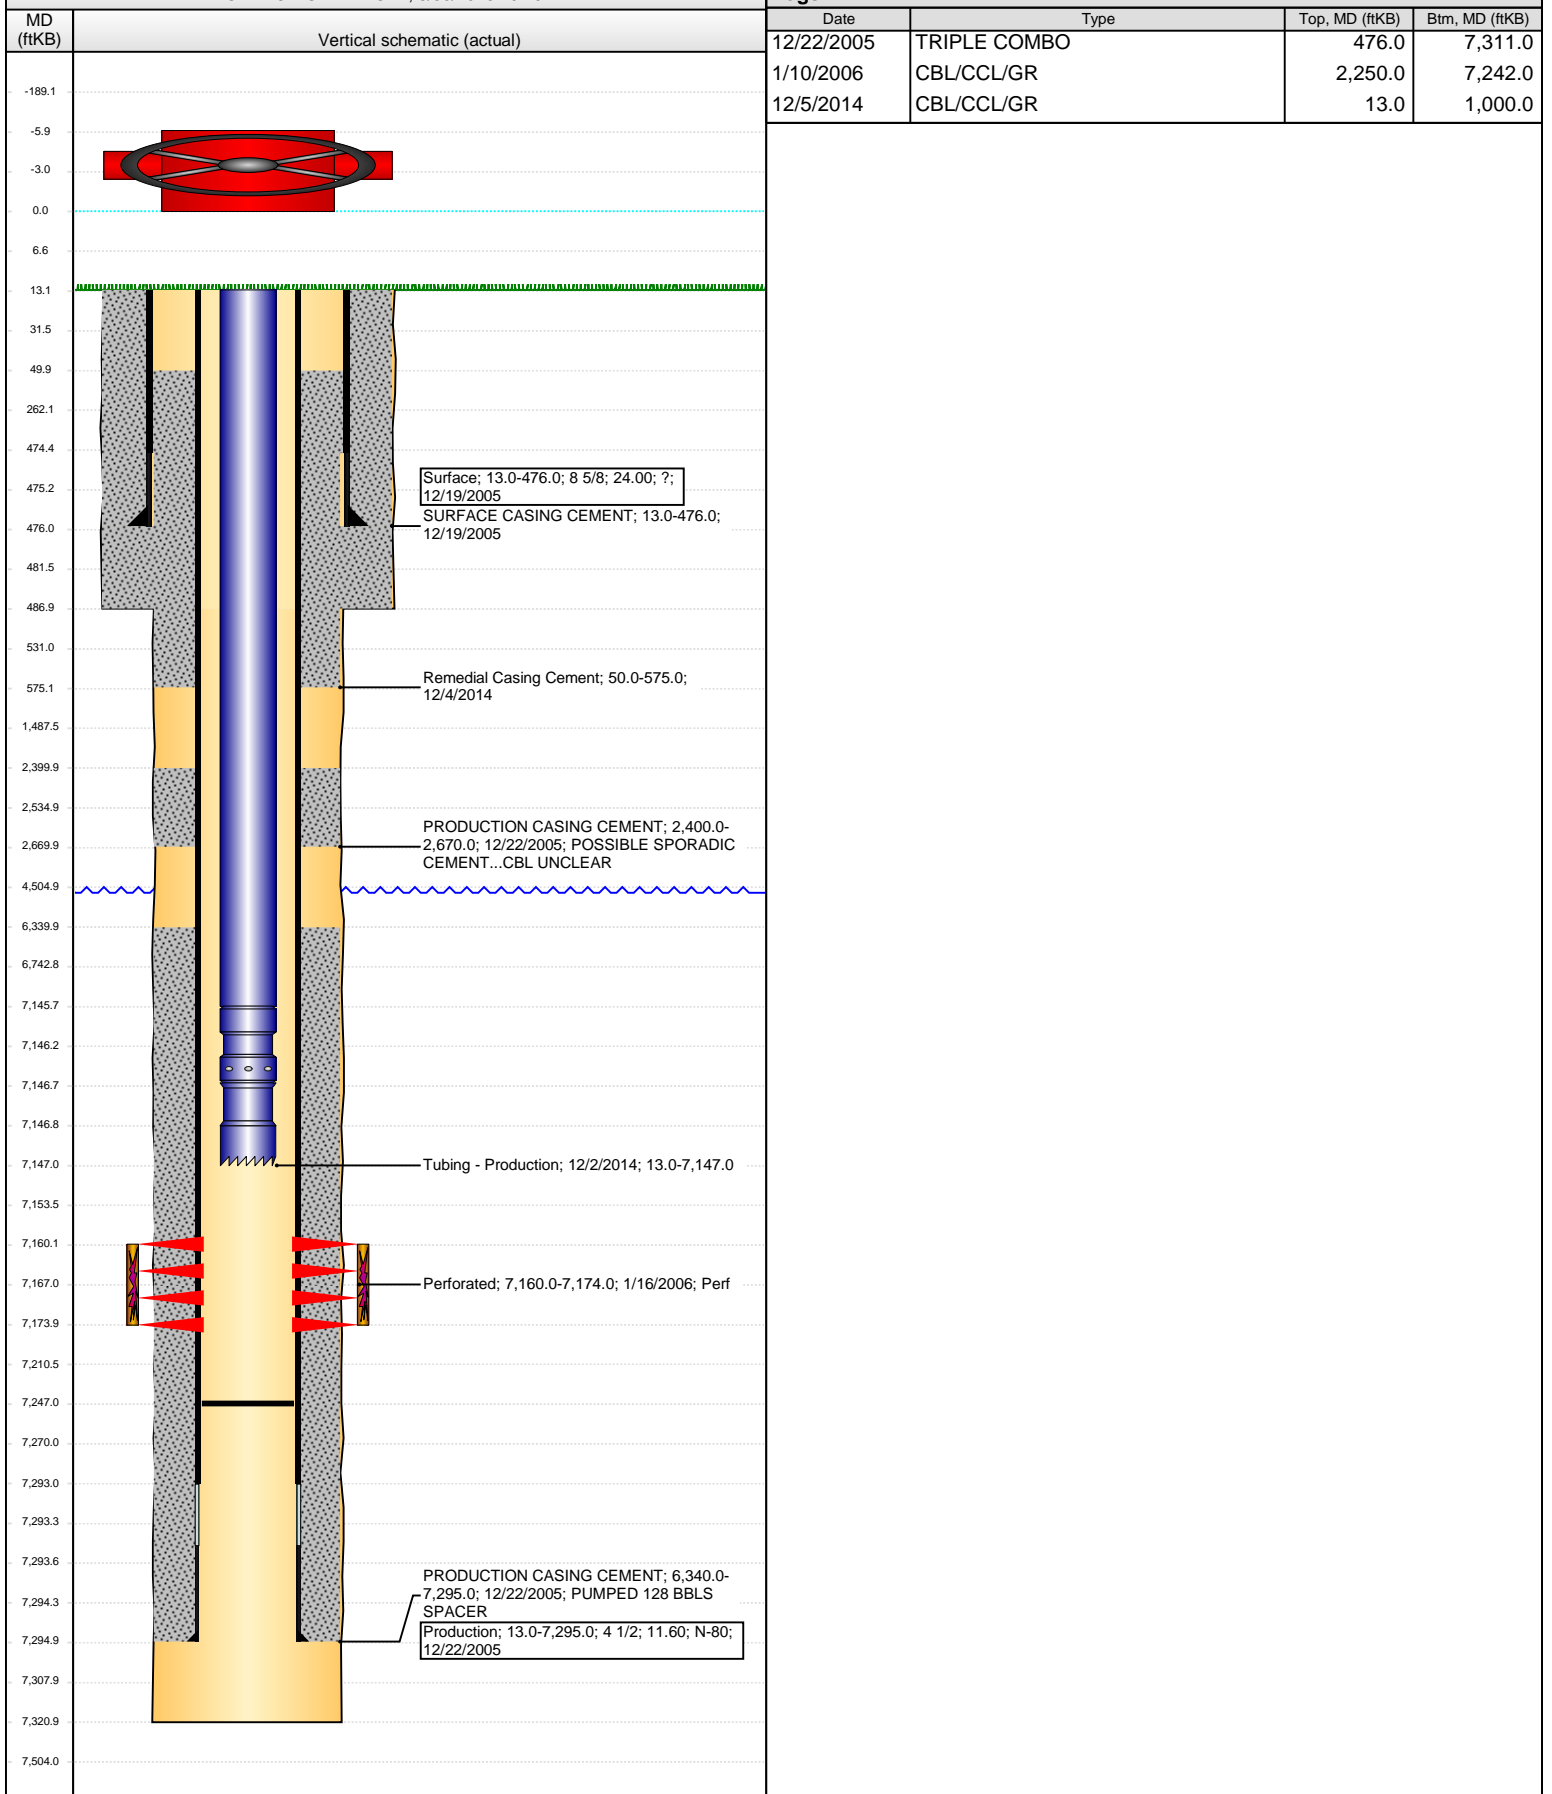 MD
(ftKB)
Vertical schematic (actual)
-189.1
-5.9
-3.0
0.0
6.6
13.1
31.5
49.9
262.1
474.4
475.2
476.0
481.5
486.9
531.0
575.1
1,487.5
2,399.9
2,534.9
2,669.9
4,504.9
6,339.9
6,742.8
7,145.7
7,146.2
7,146.7
7,146.8
7,147.0
7,153.5
7,160.1
7,167.0
7,173.9
7,210.5
7,247.0
7,270.0
7,293.0
7,293.3
7,293.6
7,294.3
7,294.9
7,307.9
7,320.9
7,504.0
Surface; 13.0-476.0; 8 5/8; 24.00; ?;
12/19/2005
SURFACE CASING CEMENT; 13.0-476.0;
12/19/2005
Remedial Casing Cement; 50.0-575.0;
12/4/2014
PRODUCTION CASING CEMENT; 2,400.0-
2,670.0; 12/22/2005; POSSIBLE SPORADIC
CEMENT...CBL UNCLEAR
Tubing - Production; 12/2/2014; 13.0-7,147.0
Perforated; 7,160.0-7,174.0; 1/16/2006; Perf
PRODUCTION CASING CEMENT; 6,340.0-
7,295.0; 12/22/2005; PUMPED 128 BBLS
SPACER
Production; 13.0-7,295.0; 4 1/2; 11.60; N-80;
12/22/2005
Date Type Top, MD (ftKB) Btm, MD (ftKB)
12/22/2005 TRIPLE COMBO 476.0 7,311.0
1/10/2006 CBL/CCL/GR 2,250.0 7,242.0
12/5/2014 CBL/CCL/GR 13.0 1,000.0